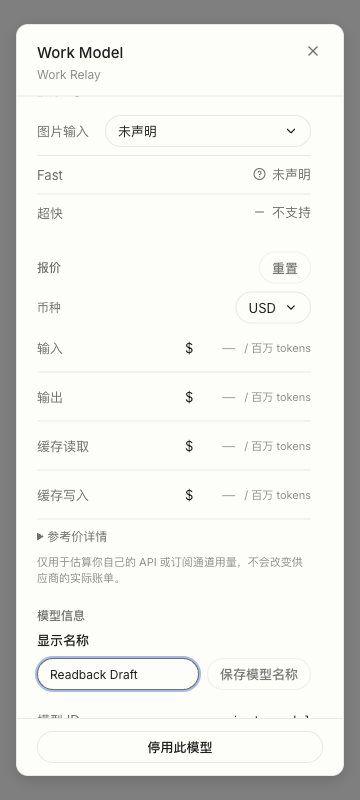 Work Model
Work Relay
图片输入 未声明
Fast 未声明
超快 — 不支持
报价 重置
币种 USD
输入 $ — / 百万 tokens
输出 $ — / 百万 tokens
缓存读取 $ — / 百万 tokens
缓存写入 $ — / 百万 tokens
参考价详情
仅用于估算你自己的 API 或订阅通道用量，不会改变供
应商的实际账单。
模型信息
显示名称
Readback Draft 保存模型名称
模型 ID
停用此模型